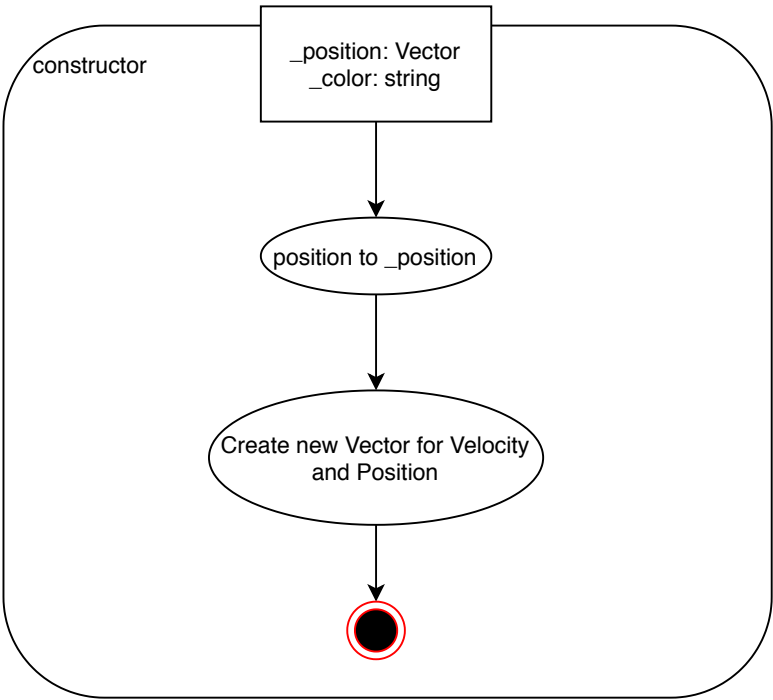 constructor
_position: Vector
_color: string
position to _position
Create new Vector for Velocity
and Position